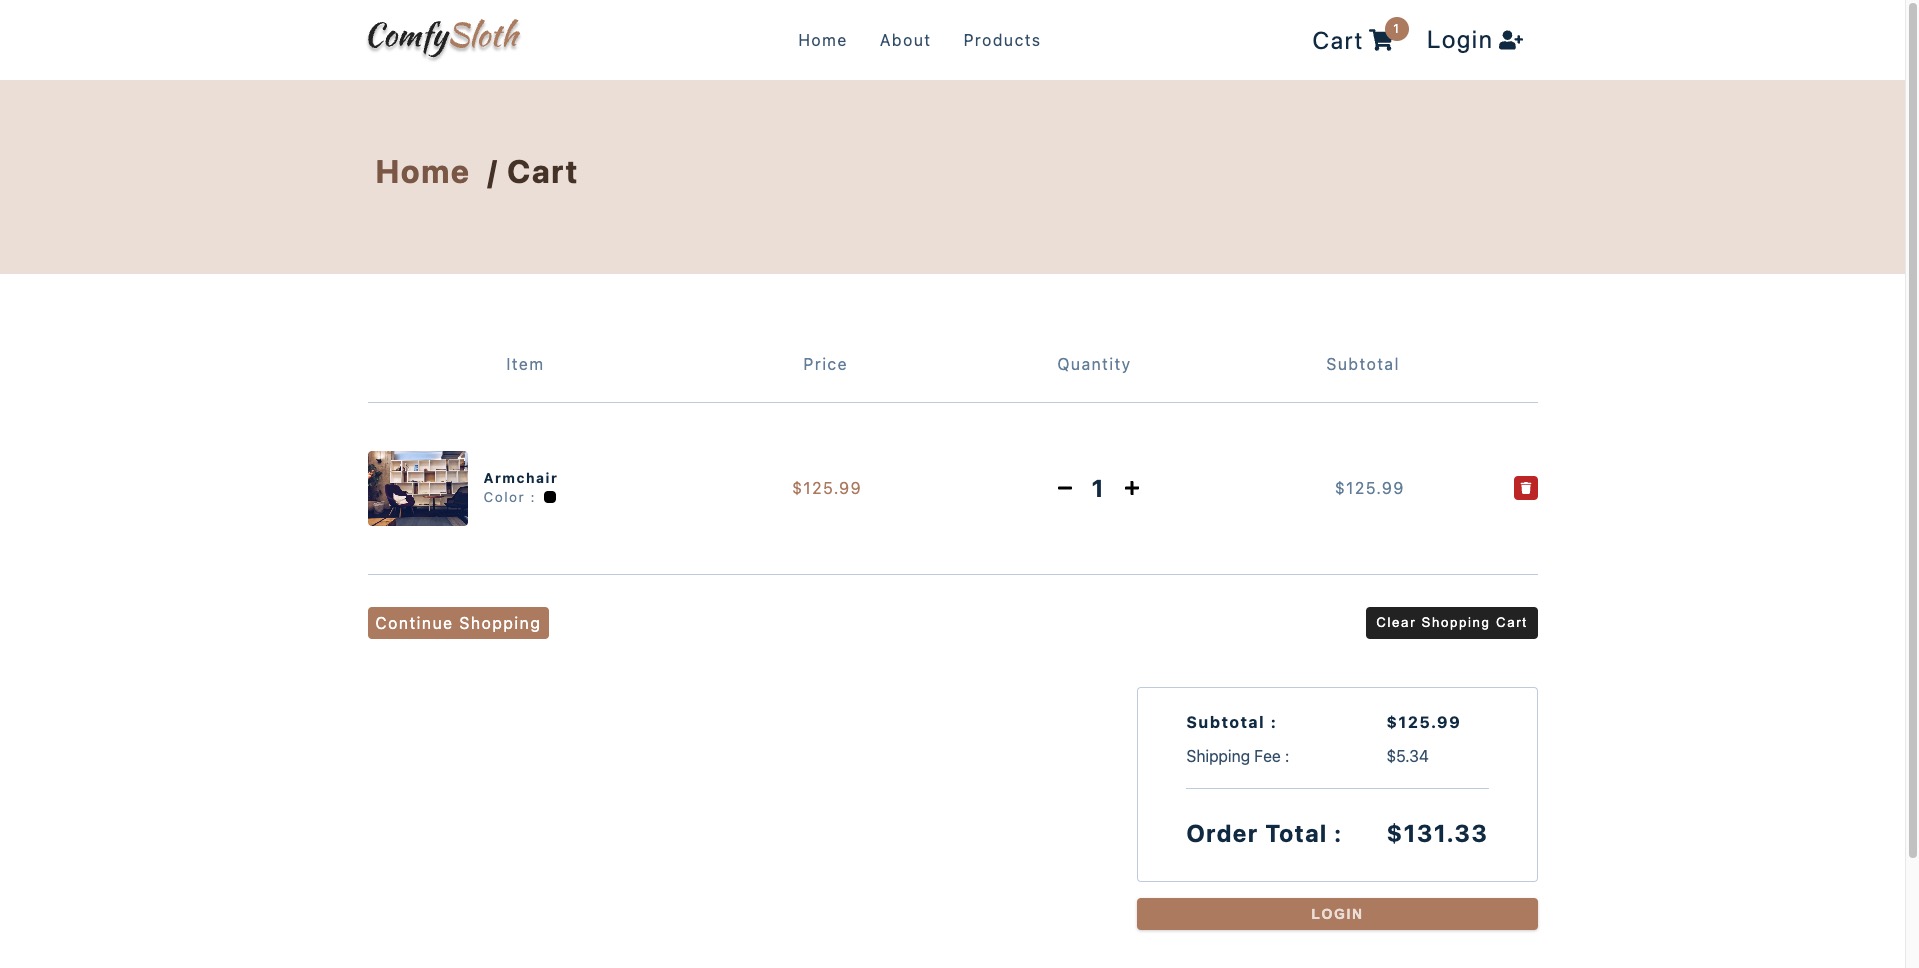 ComfySloth
Home About Products
Cart 1 Login
Home / Cart
Item Price Quantity Subtotal
Armchair
Color :
$125.99 1 $125.99
Continue Shopping
Clear Shopping Cart
Subtotal : $125.99
Shipping Fee : $5.34
Order Total : $131.33
LOGIN